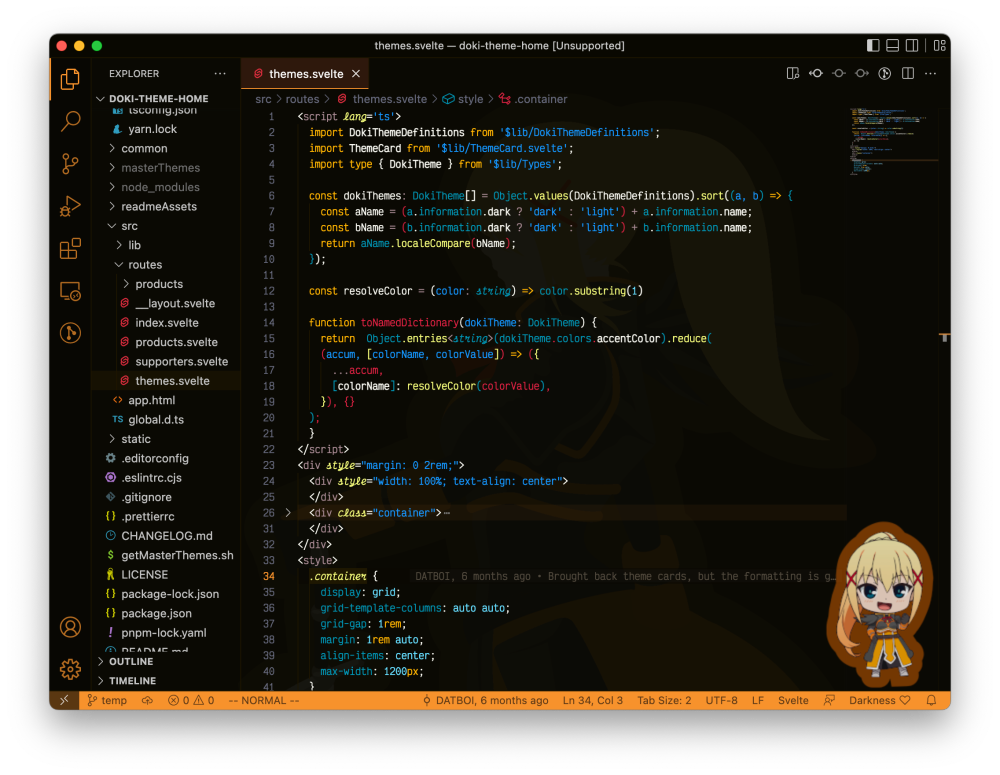 themes.svelte — doki-theme-home [Unsupported]
EXPLORER
DOKI-THEME-HOME
tsconfig.json
yarn.lock
common
masterThemes
node_modules
readmeAssets
src
lib
routes
products
__layout.svelte
index.svelte
products.svelte
supporters.svelte
themes.svelte
app.html
TS global.d.ts
static
.editorconfig
.eslintrc.cjs
.gitignore
{} .prettierrc
CHANGELOG.md
$ getMasterThemes.sh
LICENSE
{} package-lock.json
{} package.json
! pnpm-lock.yaml
README.md
OUTLINE
TIMELINE
themes.svelte
src > routes > themes.svelte > style > .container
1 <script lang='ts'>
2 import DokiThemeDefinitions from '$lib/DokiThemeDefinitions';
3 import ThemeCard from '$lib/ThemeCard.svelte';
4 import type { DokiTheme } from '$lib/Types';
5
6 const dokiThemes: DokiTheme[] = Object.values(DokiThemeDefinitions).sort((a, b) => {
7 const aName = (a.information.dark ? 'dark' : 'light') + a.information.name;
8 const bName = (b.information.dark ? 'dark' : 'light') + b.information.name;
9 return aName.localeCompare(bName);
10 });
11
12 const resolveColor = (color: string) => color.substring(1)
13
14 function toNamedDictionary(dokiTheme: DokiTheme) {
15 return Object.entries<string>(dokiTheme.colors.accentColor).reduce(
16 (accum, [colorName, colorValue]) => ({
17 ...accum,
18 [colorName]: resolveColor(colorValue),
19 }), {}
20 );
21 }
22 </script>
23 <div style="margin: 0 2rem;">
24 <div style="width: 100%; text-align: center">
25 </div>
26 <div class="container">⋯
31 </div>
32 </div>
33 <style>
34 .container { DATBOI, 6 months ago • Brought back theme cards, but the formatting is g…
35 display: grid;
36 grid-template-columns: auto auto;
37 grid-gap: 1rem;
38 margin: 1rem auto;
39 align-items: center;
40 max-width: 1200px;
41 }
temp
0 0
-- NORMAL --
DATBOI, 6 months ago
Ln 34, Col 3
Tab Size: 2
UTF-8
LF
Svelte
Darkness ♡